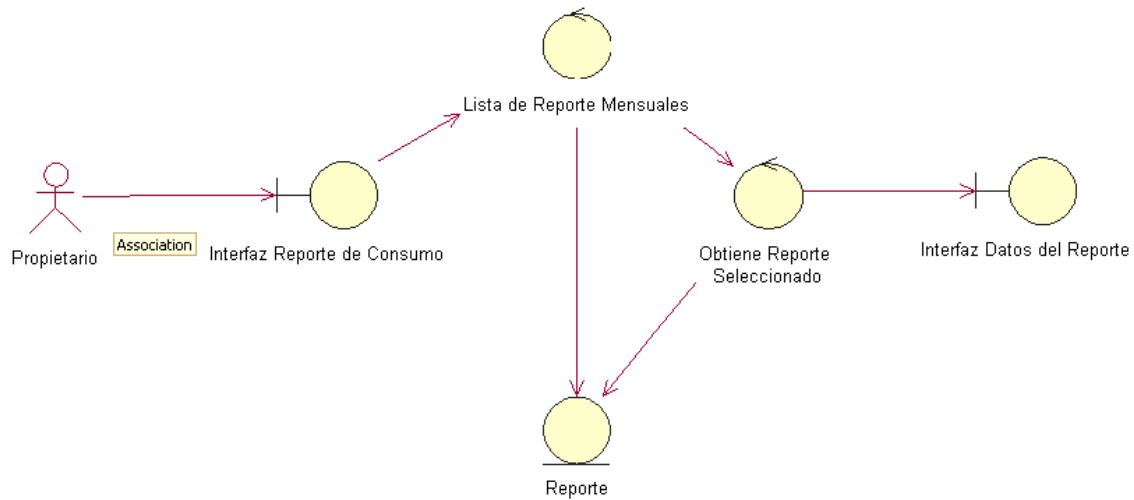 Lista de Reporte Mensuales
Propietario
Association
Interfaz Reporte de Consumo
Obtiene Reporte
Seleccionado
Interfaz Datos del Reporte
Reporte